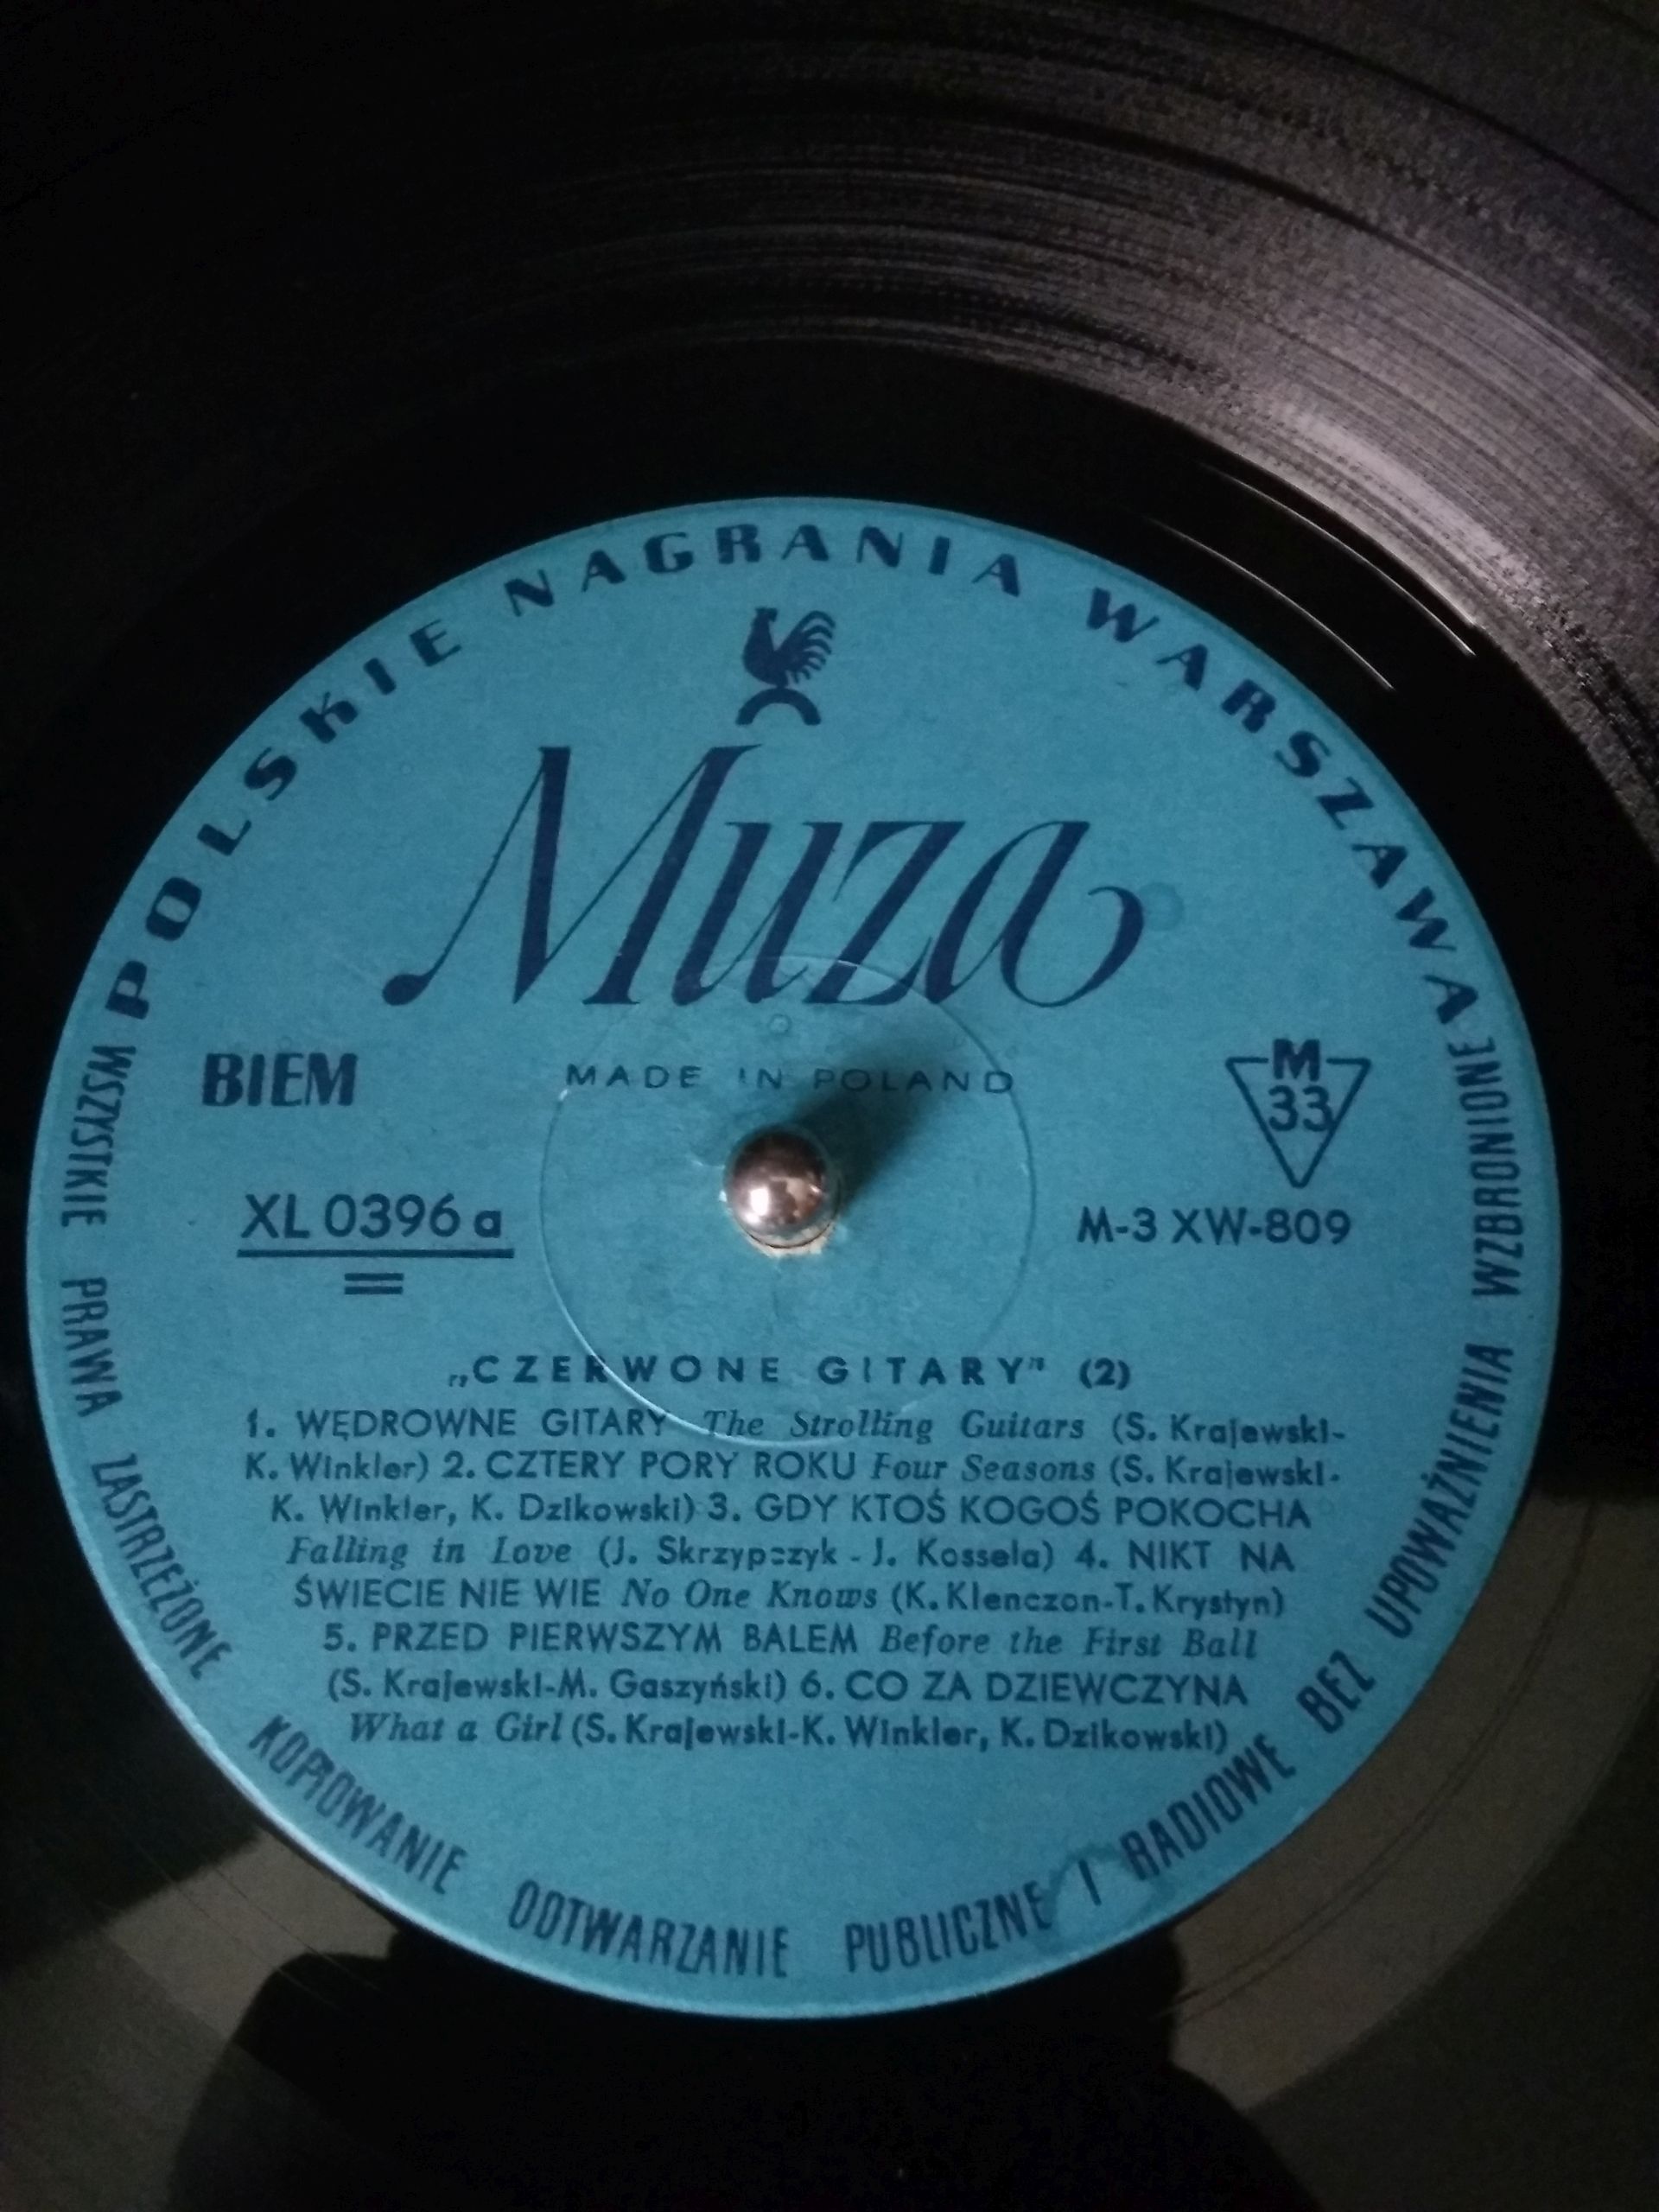 POLSKIE NAGRANIA WARSZAWA
Muza
BIEM
MADE IN POLAND
M
33
XL 0396 a
M-3 XW-809
„CZERWONE GITARY" (2)
1. WĘDROWNE GITARY The Strolling Guitars (S. Krajewski-
K. Winkler) 2. CZTERY PORY ROKU Four Seasons (S. Krajewski-
K. Winkler, K. Dzikowski) 3. GDY KTOŚ KOGOŚ POKOCHA
Falling in Love (J. Skrzypczyk - J. Kossela) 4. NIKT NA
ŚWIECIE NIE WIE No One Knows (K. Klenczon-T. Krystyn)
5. PRZED PIERWSZYM BALEM Before the First Ball
(S. Krajewski-M. Gaszyński) 6. CO ZA DZIEWCZYNA
What a Girl (S. Krajewski-K. Winkler, K. Dzikowski)
WSZYSTKIE PRAWA ZASTRZEŻONE KOPIOWANIE ODTWARZANIE PUBLICZNE I RADIOWE BEZ UPOWAŻNIENIA WZBRONIONE